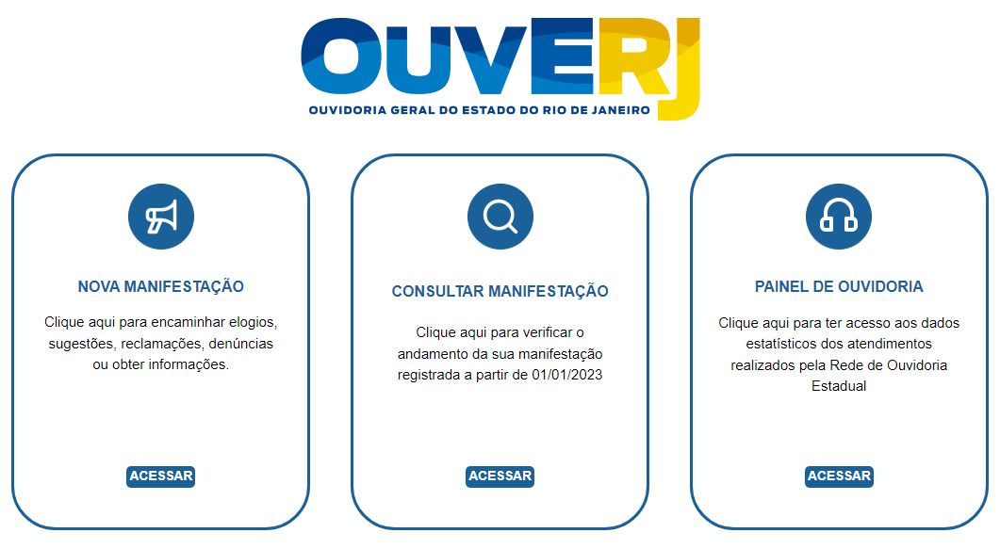 OUVERJ
OUVIDORIA GERAL DO ESTADO DO RIO DE JANEIRO
NOVA MANIFESTAÇÃO
Clique aqui para encaminhar elogios,
sugestões, reclamações, denúncias
ou obter informações.
ACESSAR
CONSULTAR MANIFESTAÇÃO
Clique aqui para verificar o
andamento da sua manifestação
registrada a partir de 01/01/2023
ACESSAR
PAINEL DE OUVIDORIA
Clique aqui para ter acesso aos dados
estatísticos dos atendimentos
realizados pela Rede de Ouvidoria
Estadual
ACESSAR